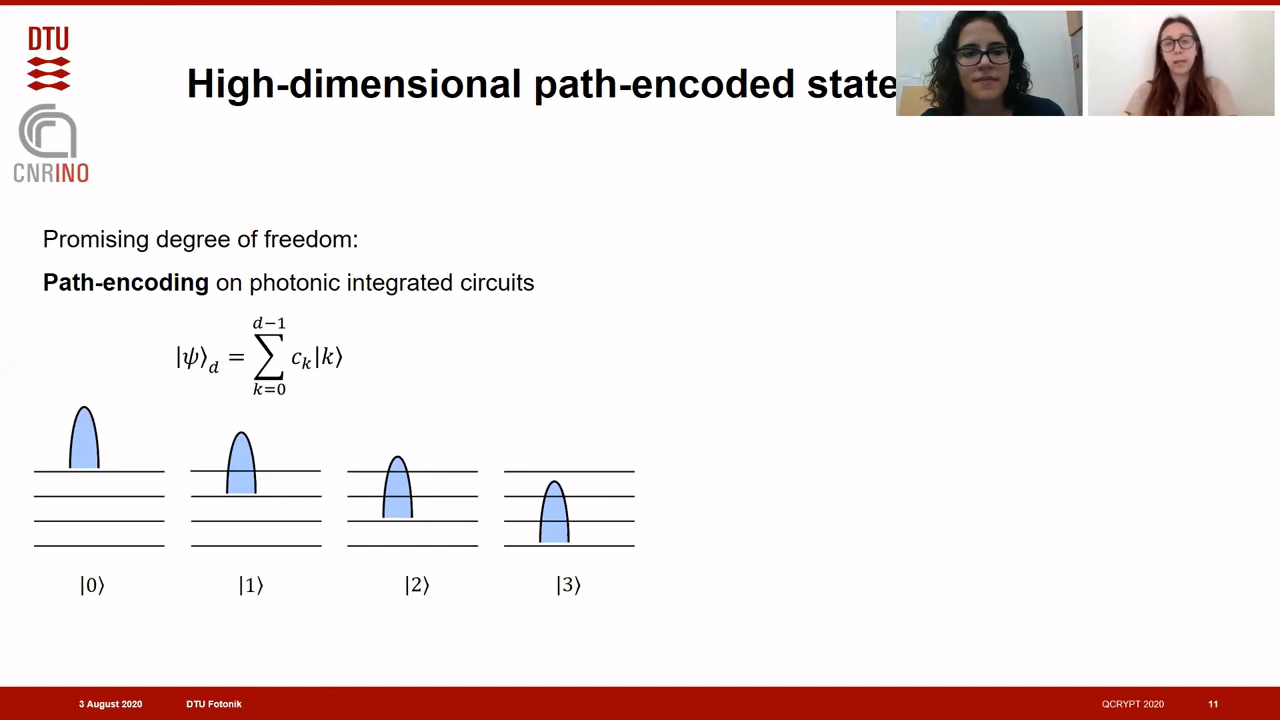 DTU
CNRINO
High-dimensional path-encoded state
Promising degree of freedom:
Path-encoding on photonic integrated circuits
|ψ⟩_d = ∑_{k=0}^{d−1} c_k|k⟩
|0⟩ |1⟩ |2⟩ |3⟩
3 August 2020 DTU Fotonik QCRYPT 2020 11